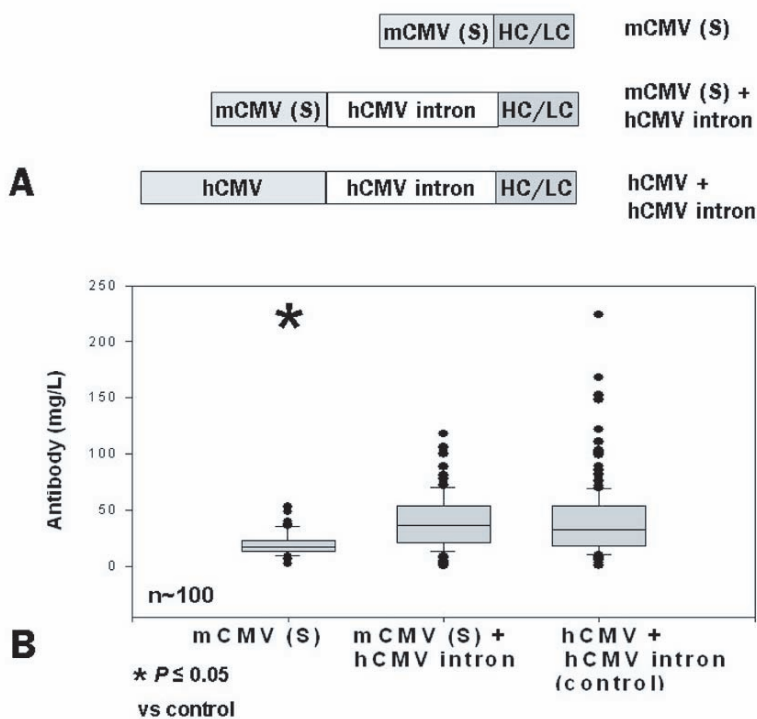 mCMV (S) HC/LC mCMV (S)
mCMV (S) hCMV intron HC/LC mCMV (S) +
hCMV intron
A
hCMV hCMV intron HC/LC hCMV +
hCMV intron
250
200
150
100
50
0
Antibody (mg/L)
*
n~100
mCMV (S)
mCMV (S) +
hCMV intron
hCMV +
hCMV intron
(control)
B
* P ≤ 0.05
vs control